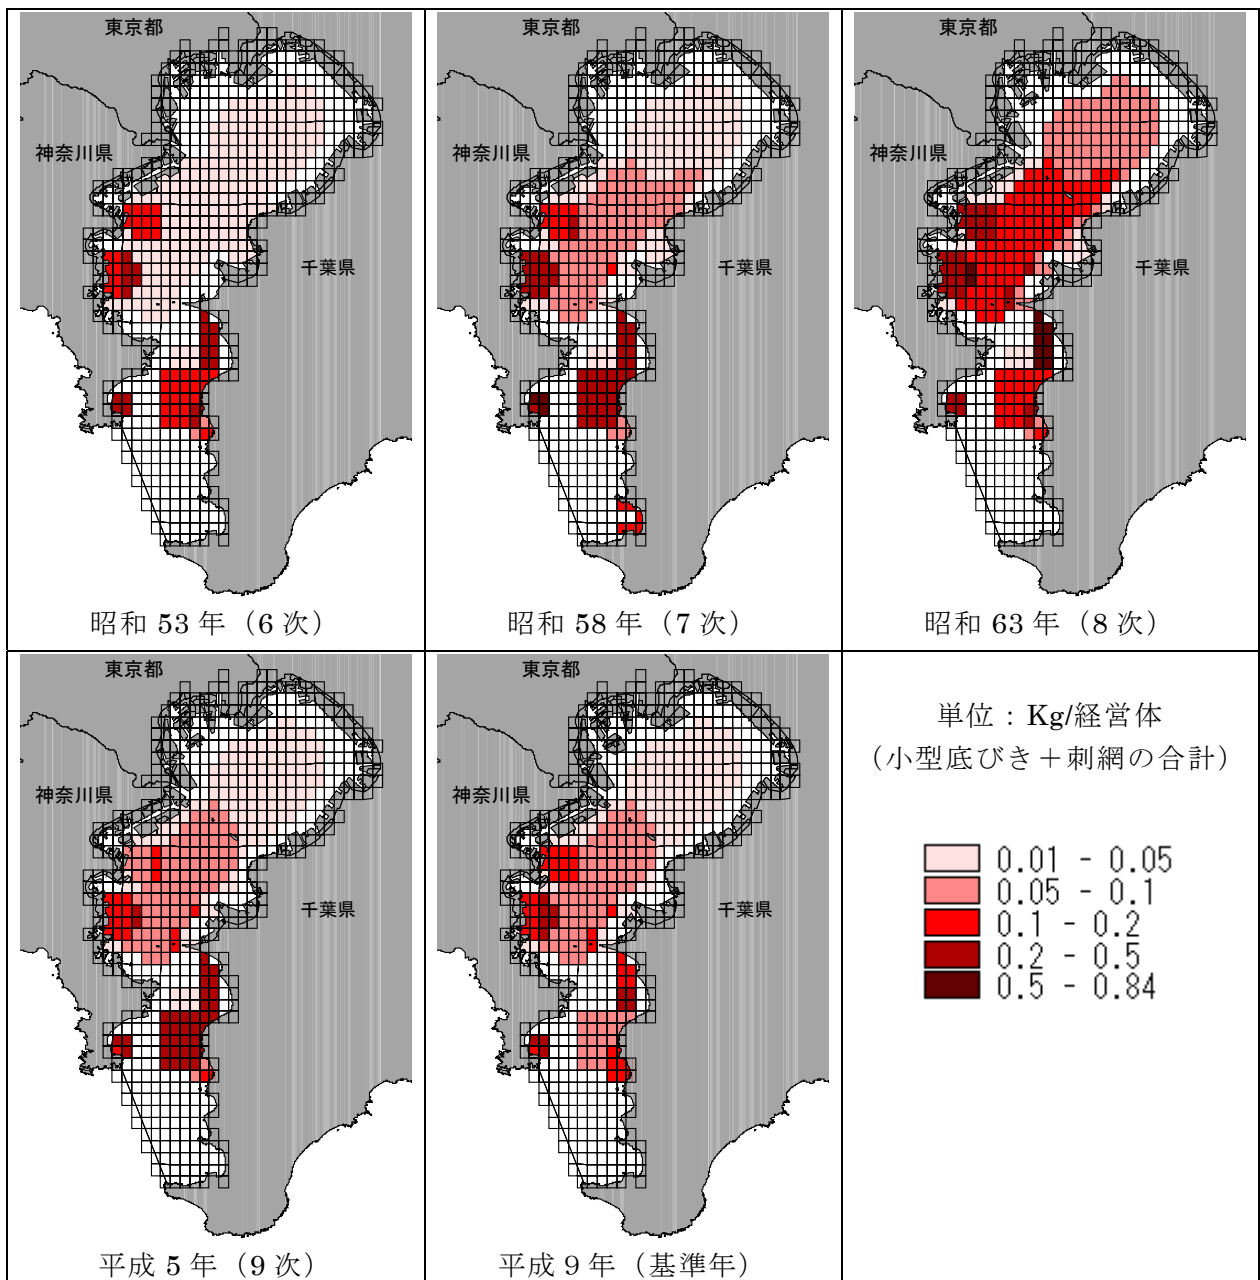 東京都
神奈川県
千葉県
昭和 53 年（6 次）
東京都
神奈川県
千葉県
昭和 58 年（7 次）
東京都
神奈川県
千葉県
昭和 63 年（8 次）
東京都
神奈川県
千葉県
平成 5 年（9 次）
東京都
神奈川県
千葉県
平成 9 年（基準年）
単位：Kg/経営体
（小型底びき＋刺網の合計）
0.01 - 0.05
0.05 - 0.1
0.1 - 0.2
0.2 - 0.5
0.5 - 0.84